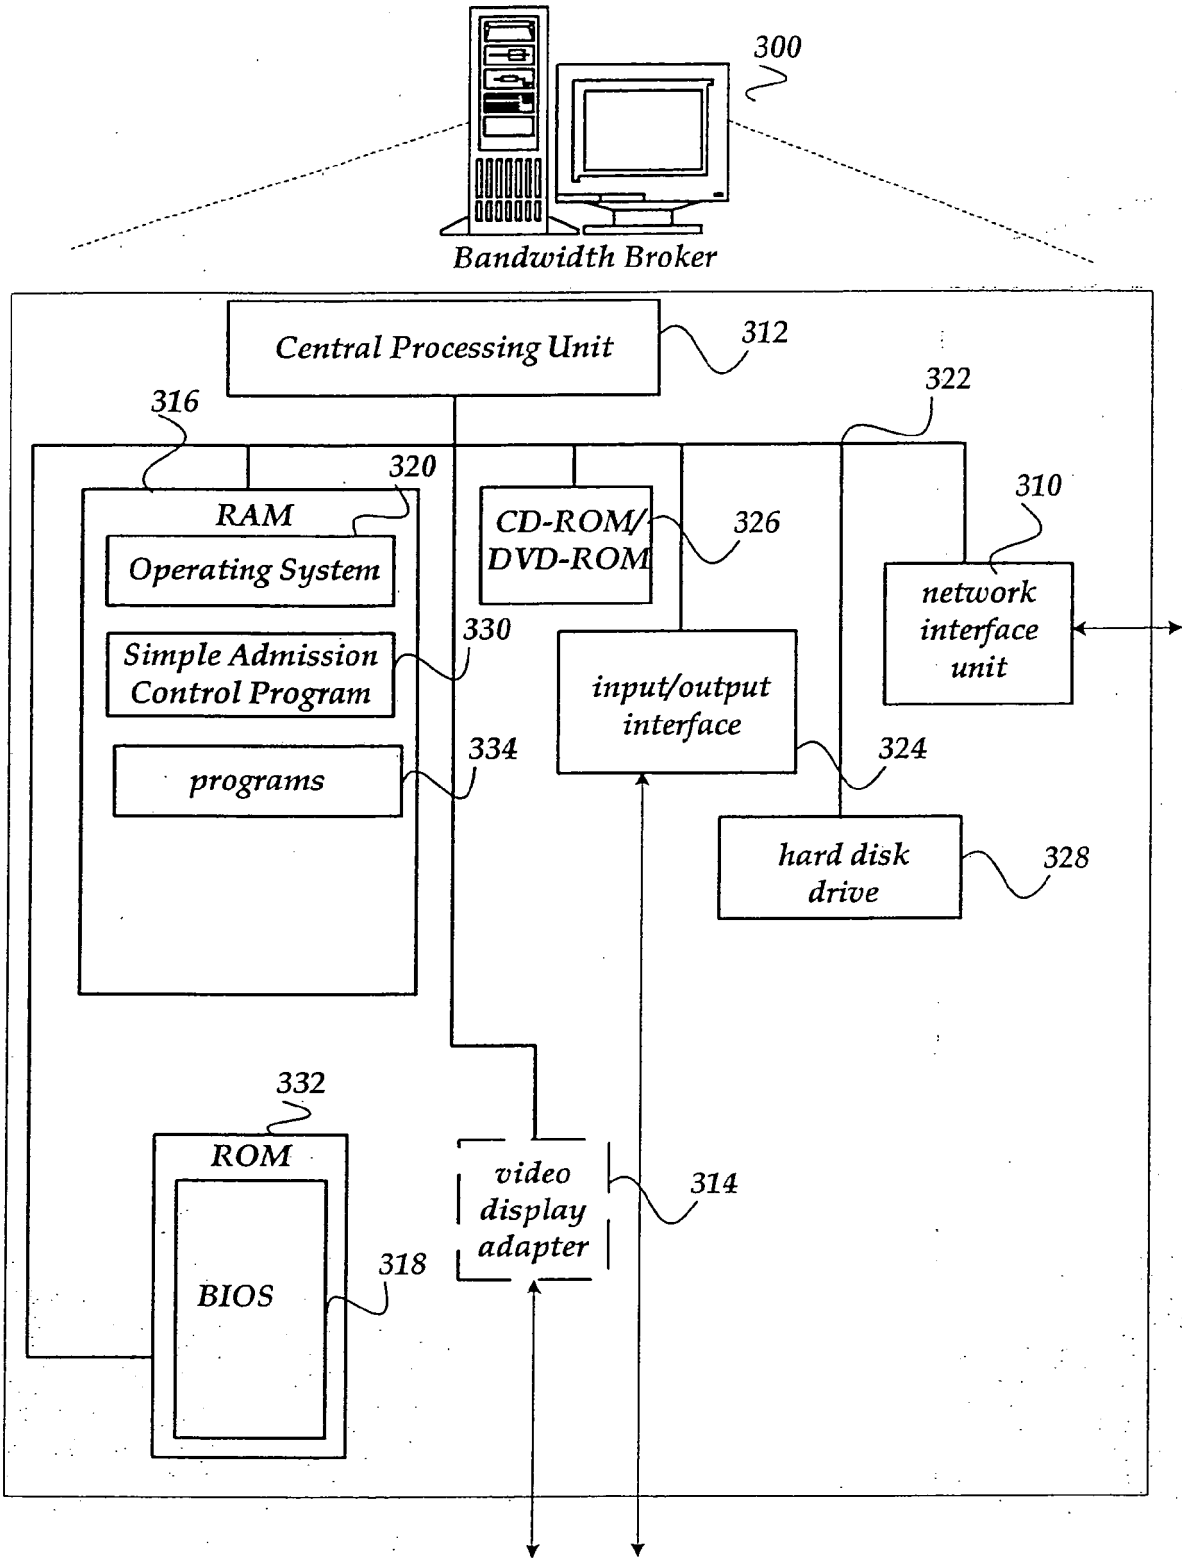 300
Bandwidth Broker
Central Processing Unit
312
316
322
320
RAM
310
CD-ROM/
DVD-ROM
326
Operating System
network
interface
unit
330
Simple Admission
Control Program
input/output
interface
324
334
programs
hard disk
drive
328
332
ROM
video
display
adapter
314
318
BIOS